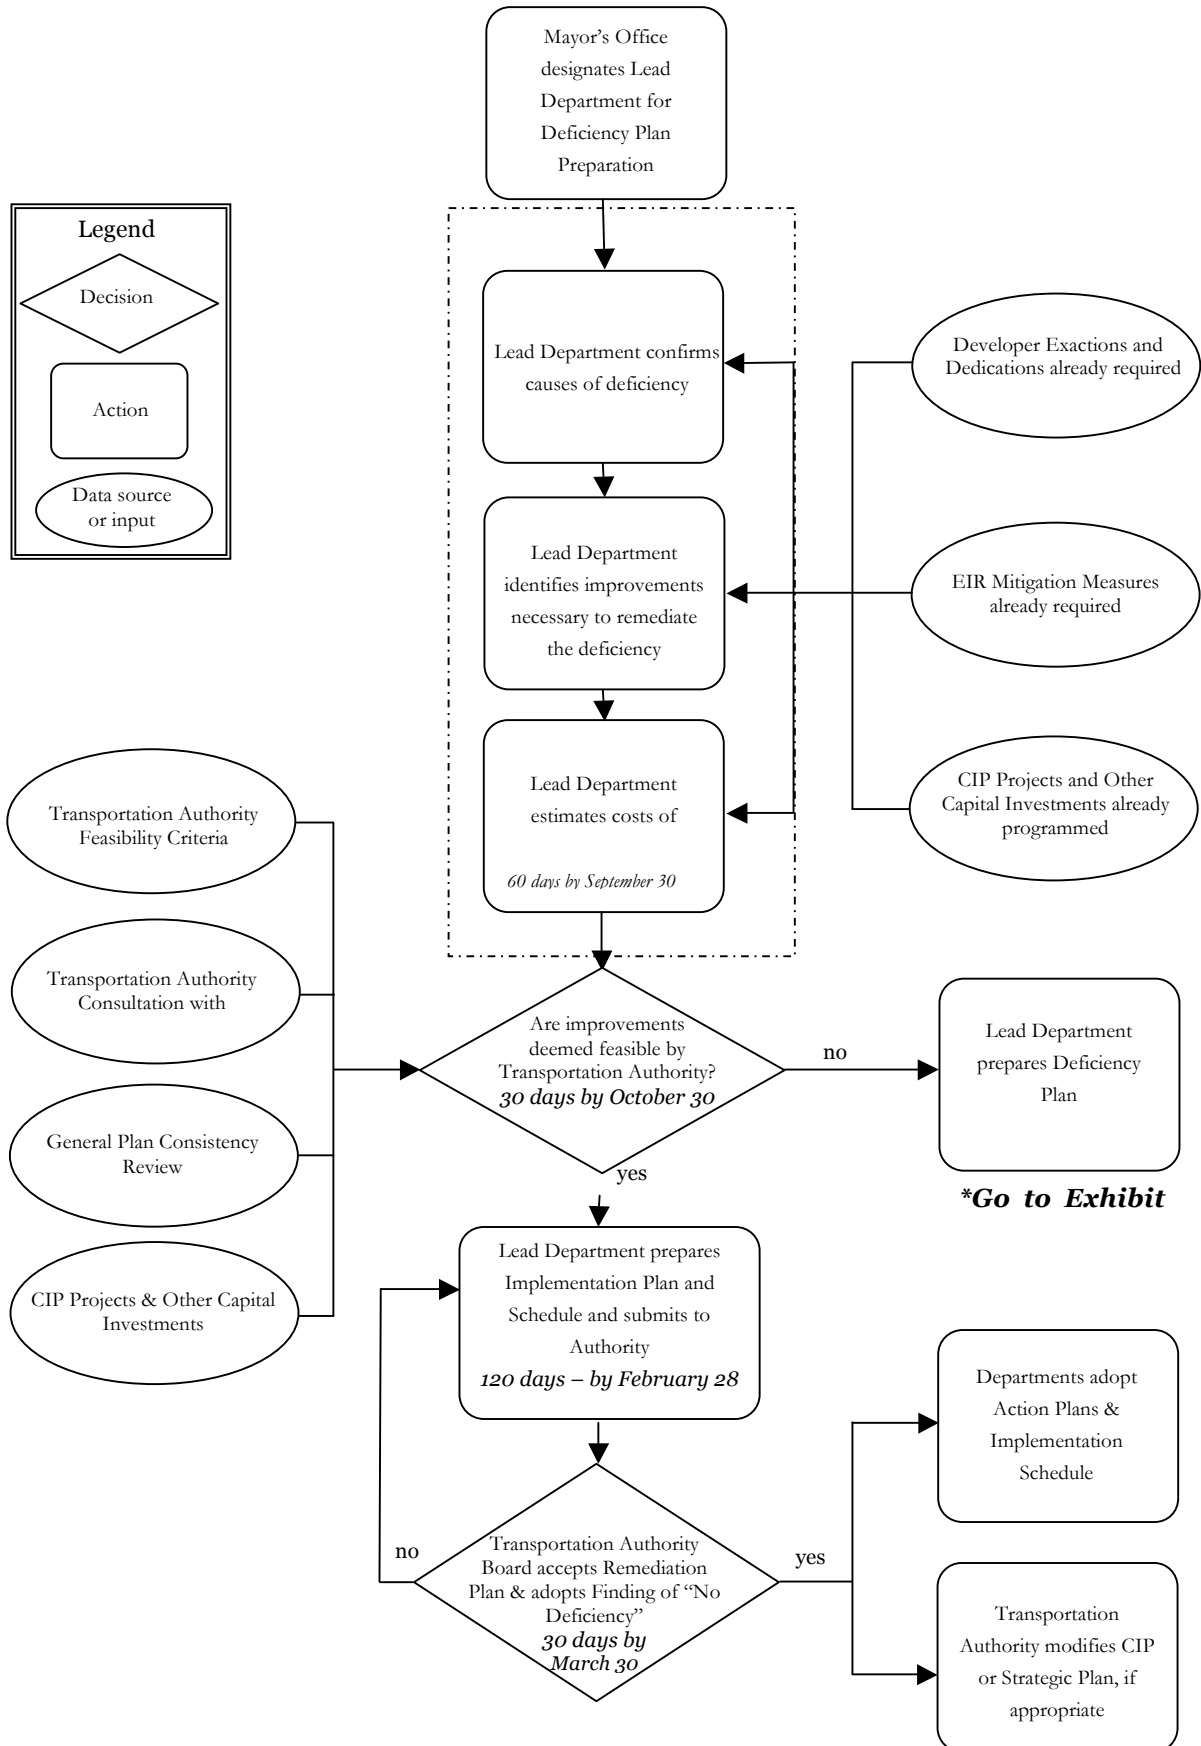 Mayor's Office
designates Lead
Department for
Deficiency Plan
Preparation
Legend
Decision
Action
Data source
or input
Lead Department confirms
causes of deficiency
Developer Exactions and
Dedications already required
Lead Department
identifies improvements
necessary to remediate
the deficiency
EIR Mitigation Measures
already required
Lead Department
estimates costs of
60 days by September 30
CIP Projects and Other
Capital Investments already
programmed
Transportation Authority
Feasibility Criteria
Transportation Authority
Consultation with
General Plan Consistency
Review
CIP Projects & Other Capital
Investments
Are improvements
deemed feasible by
Transportation Authority?
30 days by October 30
no
yes
Lead Department
prepares Deficiency
Plan
*Go to Exhibit
Lead Department prepares
Implementation Plan and
Schedule and submits to
Authority
120 days – by February 28
Transportation Authority
Board accepts Remediation
Plan & adopts Finding of “No
Deficiency”
30 days by
March 30
no
yes
Departments adopt
Action Plans &
Implementation
Schedule
Transportation
Authority modifies CIP
or Strategic Plan, if
appropriate